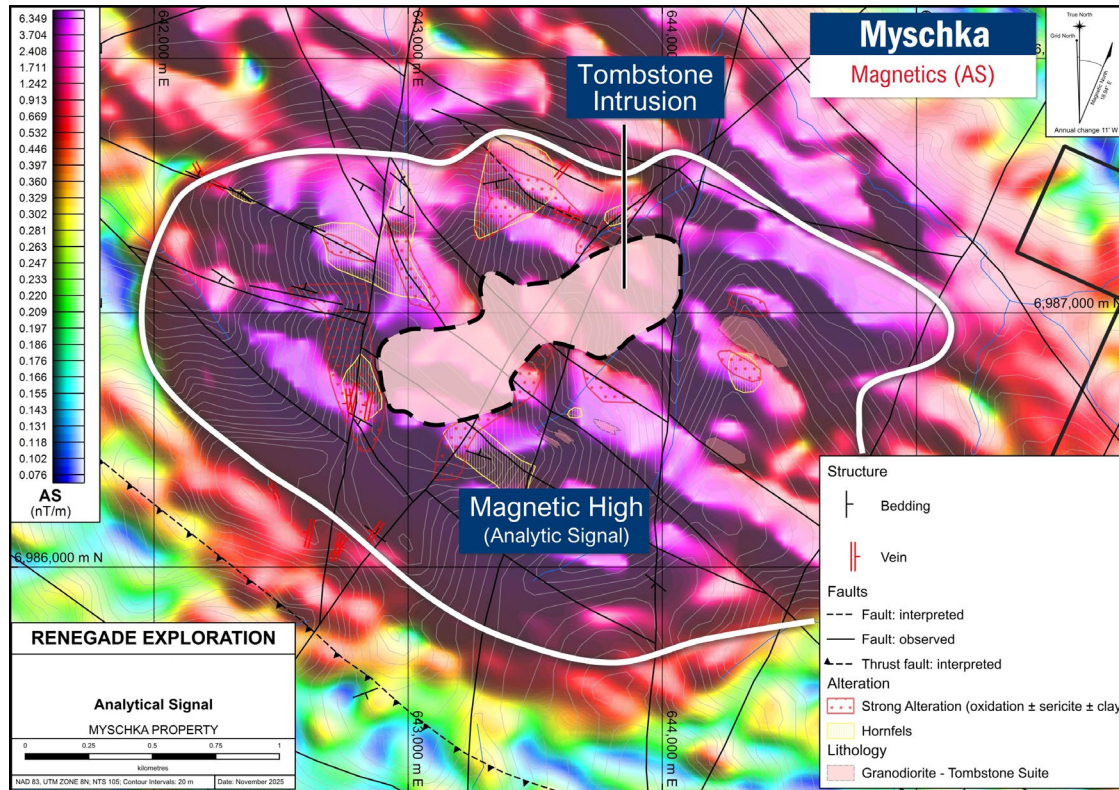 6.349
3.704
2.408
1.711
1.242
0.913
0.669
0.532
0.446
0.397
0.360
0.329
0.302
0.281
0.263
0.247
0.233
0.220
0.209
0.197
0.186
0.176
0.166
0.155
0.143
0.131
0.118
0.102
0.076
AS
(nT/m)
642,000 m E
643,000 m E
644,000 m E
Myschka
Magnetics (AS)
True North
Grid North
Magnetic North
Annual change 11' W
Tombstone
Intrusion
6,987,000 m N
Magnetic High
(Analytic Signal)
6,986,000 m N
643,000 m E
644,000 m E
RENEGADE EXPLORATION
Analytical Signal
MYSCHKA PROPERTY
0 0.25 0.5 0.75 1
kilometres
NAD 83, UTM ZONE 8N; NTS 105; Contour Intervals: 20 m
Date: November 2025
Structure
Bedding
Vein
Faults
Fault: interpreted
Fault: observed
Thrust fault: interpreted
Alteration
Strong Alteration (oxidation ± sericite ± clay
Hornfels
Lithology
Granodiorite - Tombstone Suite